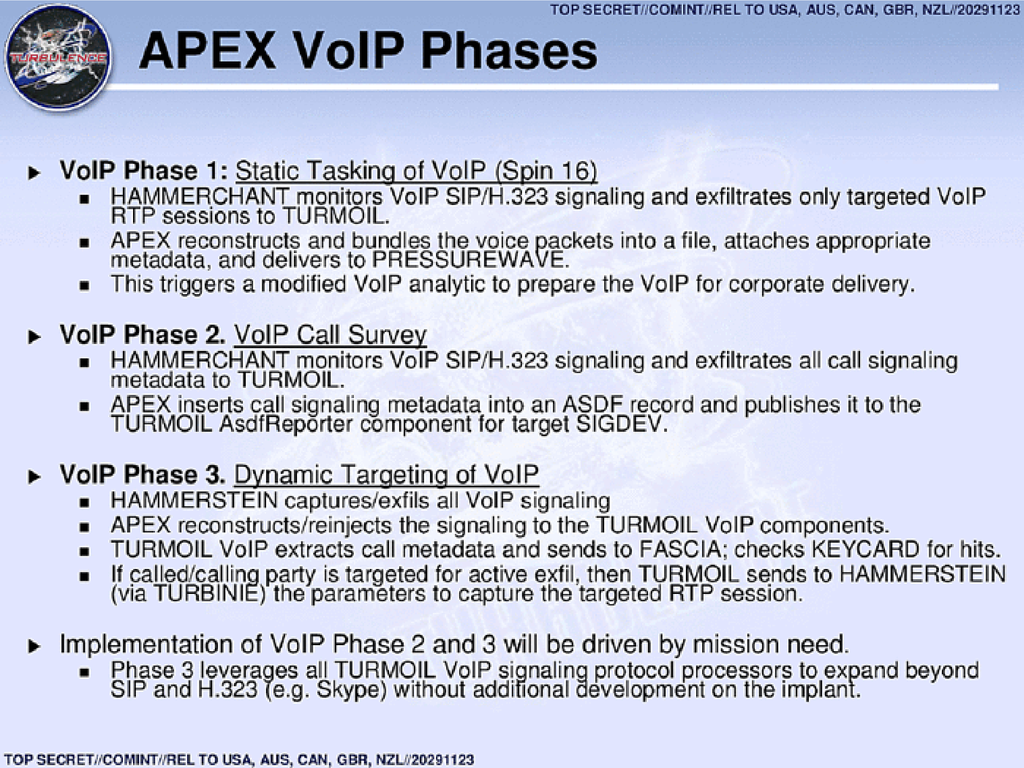 TOP SECRET//COMINT//REL TO USA, AUS, CAN, GBR, NZL//20291123
TURBULENCE
APEX VoIP Phases
VoIP Phase 1: Static Tasking of VoIP (Spin 16)
HAMMERCHANT monitors VoIP SIP/H.323 signaling and exfiltrates only targeted VoIP
RTP sessions to TURMOIL.
APEX reconstructs and bundles the voice packets into a file, attaches appropriate
metadata, and delivers to PRESSUREWAVE.
This triggers a modified VoIP analytic to prepare the VoIP for corporate delivery.
VoIP Phase 2. VoIP Call Survey
HAMMERCHANT monitors VoIP SIP/H.323 signaling and exfiltrates all call signaling
metadata to TURMOIL.
APEX inserts call signaling metadata into an ASDF record and publishes it to the
TURMOIL AsdfReporter component for target SIGDEV.
VoIP Phase 3. Dynamic Targeting of VoIP
HAMMERSTEIN captures/exfils all VoIP signaling
APEX reconstructs/reinjects the signaling to the TURMOIL VoIP components.
TURMOIL VoIP extracts call metadata and sends to FASCIA; checks KEYCARD for hits.
If called/calling party is targeted for active exfil, then TURMOIL sends to HAMMERSTEIN
(via TURBINIE) the parameters to capture the targeted RTP session.
Implementation of VoIP Phase 2 and 3 will be driven by mission need.
Phase 3 leverages all TURMOIL VoIP signaling protocol processors to expand beyond
SIP and H.323 (e.g. Skype) without additional development on the implant.
TOP SECRET//COMINT//REL TO USA, AUS, CAN, GBR, NZL//20291123